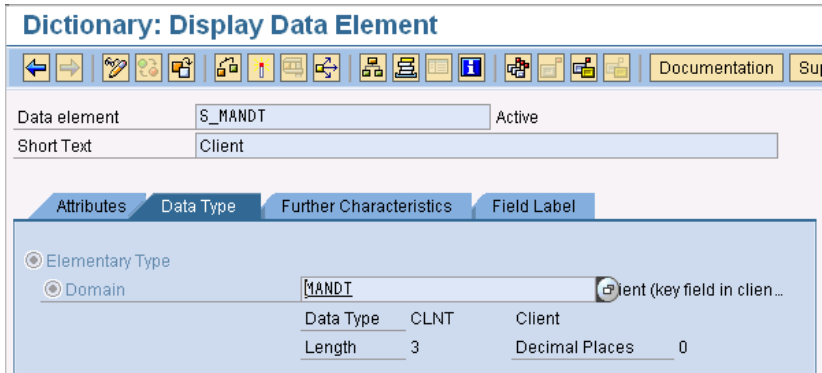 Dictionary: Display Data Element
Documentation Sup
Data element S_MANDT Active
Short Text Client
Attributes Data Type Further Characteristics Field Label
Elementary Type
Domain MANDT ient (key field in clien...
Data Type CLNT Client
Length 3 Decimal Places 0